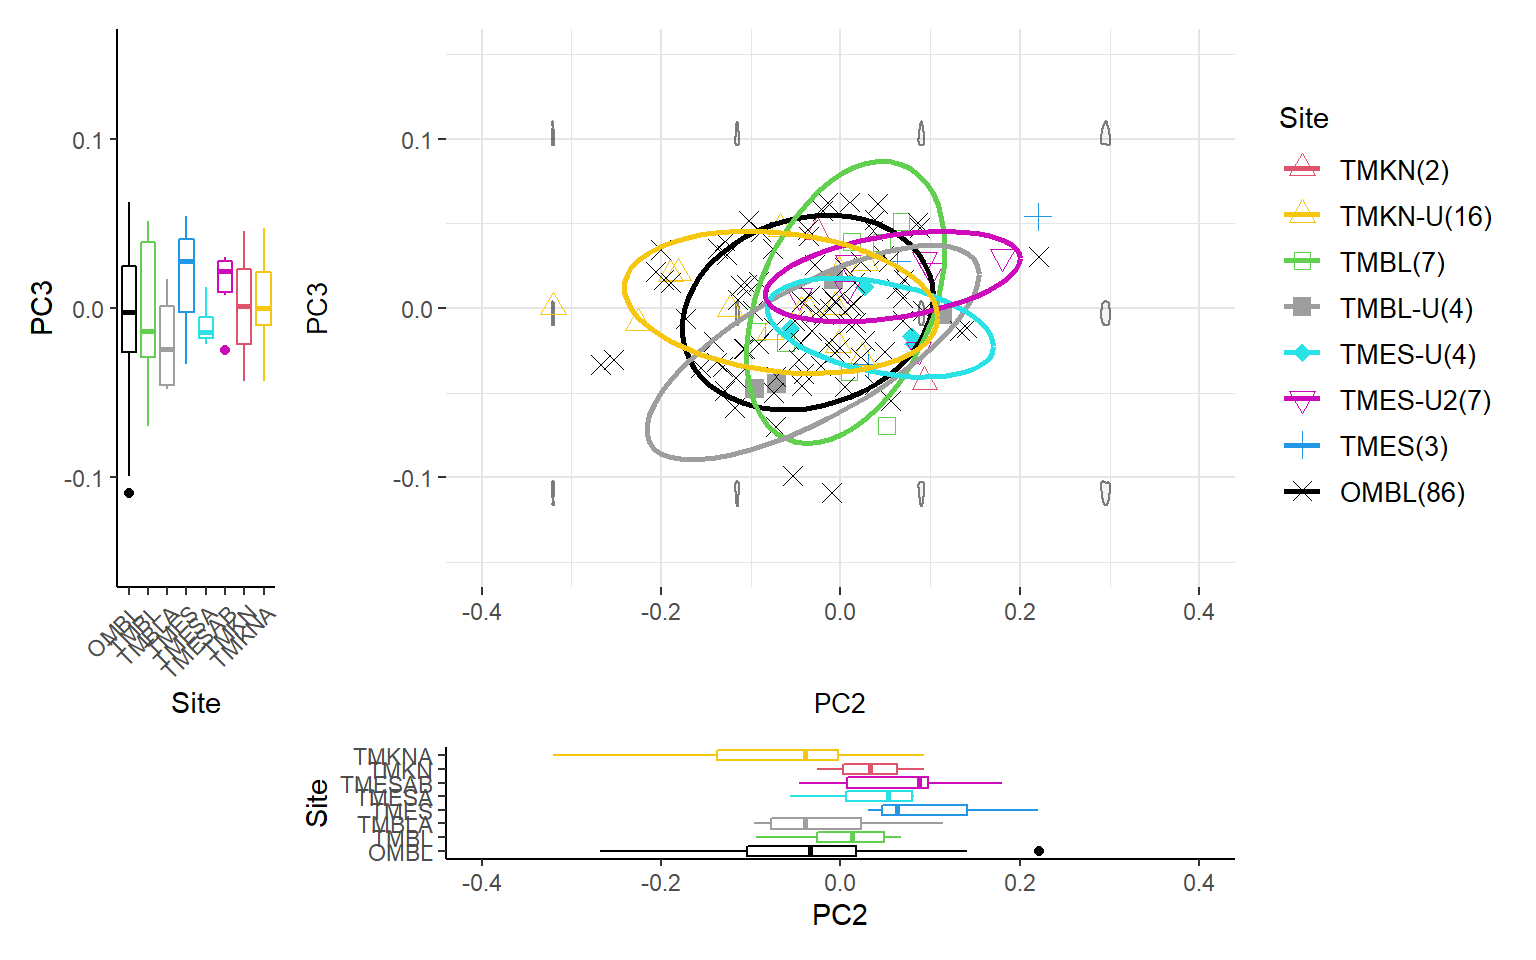 PC3
0.1
0.0
-0.1
OMBL
TMBL
TMBLA
TMES
TMESA
TMESAB
TMKN
TMKNA
Site
PC3
0.1
0.0
-0.1
-0.4 -0.2 0.0 0.2 0.4
PC2
Site
TMKN(2)
TMKN-U(16)
TMBL(7)
TMBL-U(4)
TMES-U(4)
TMES-U2(7)
TMES(3)
OMBL(86)
Site
TMKNA
TMKN
TMESAB
TMESA
TMES
TMBLA
TMBL
OMBL
-0.4 -0.2 0.0 0.2 0.4
PC2